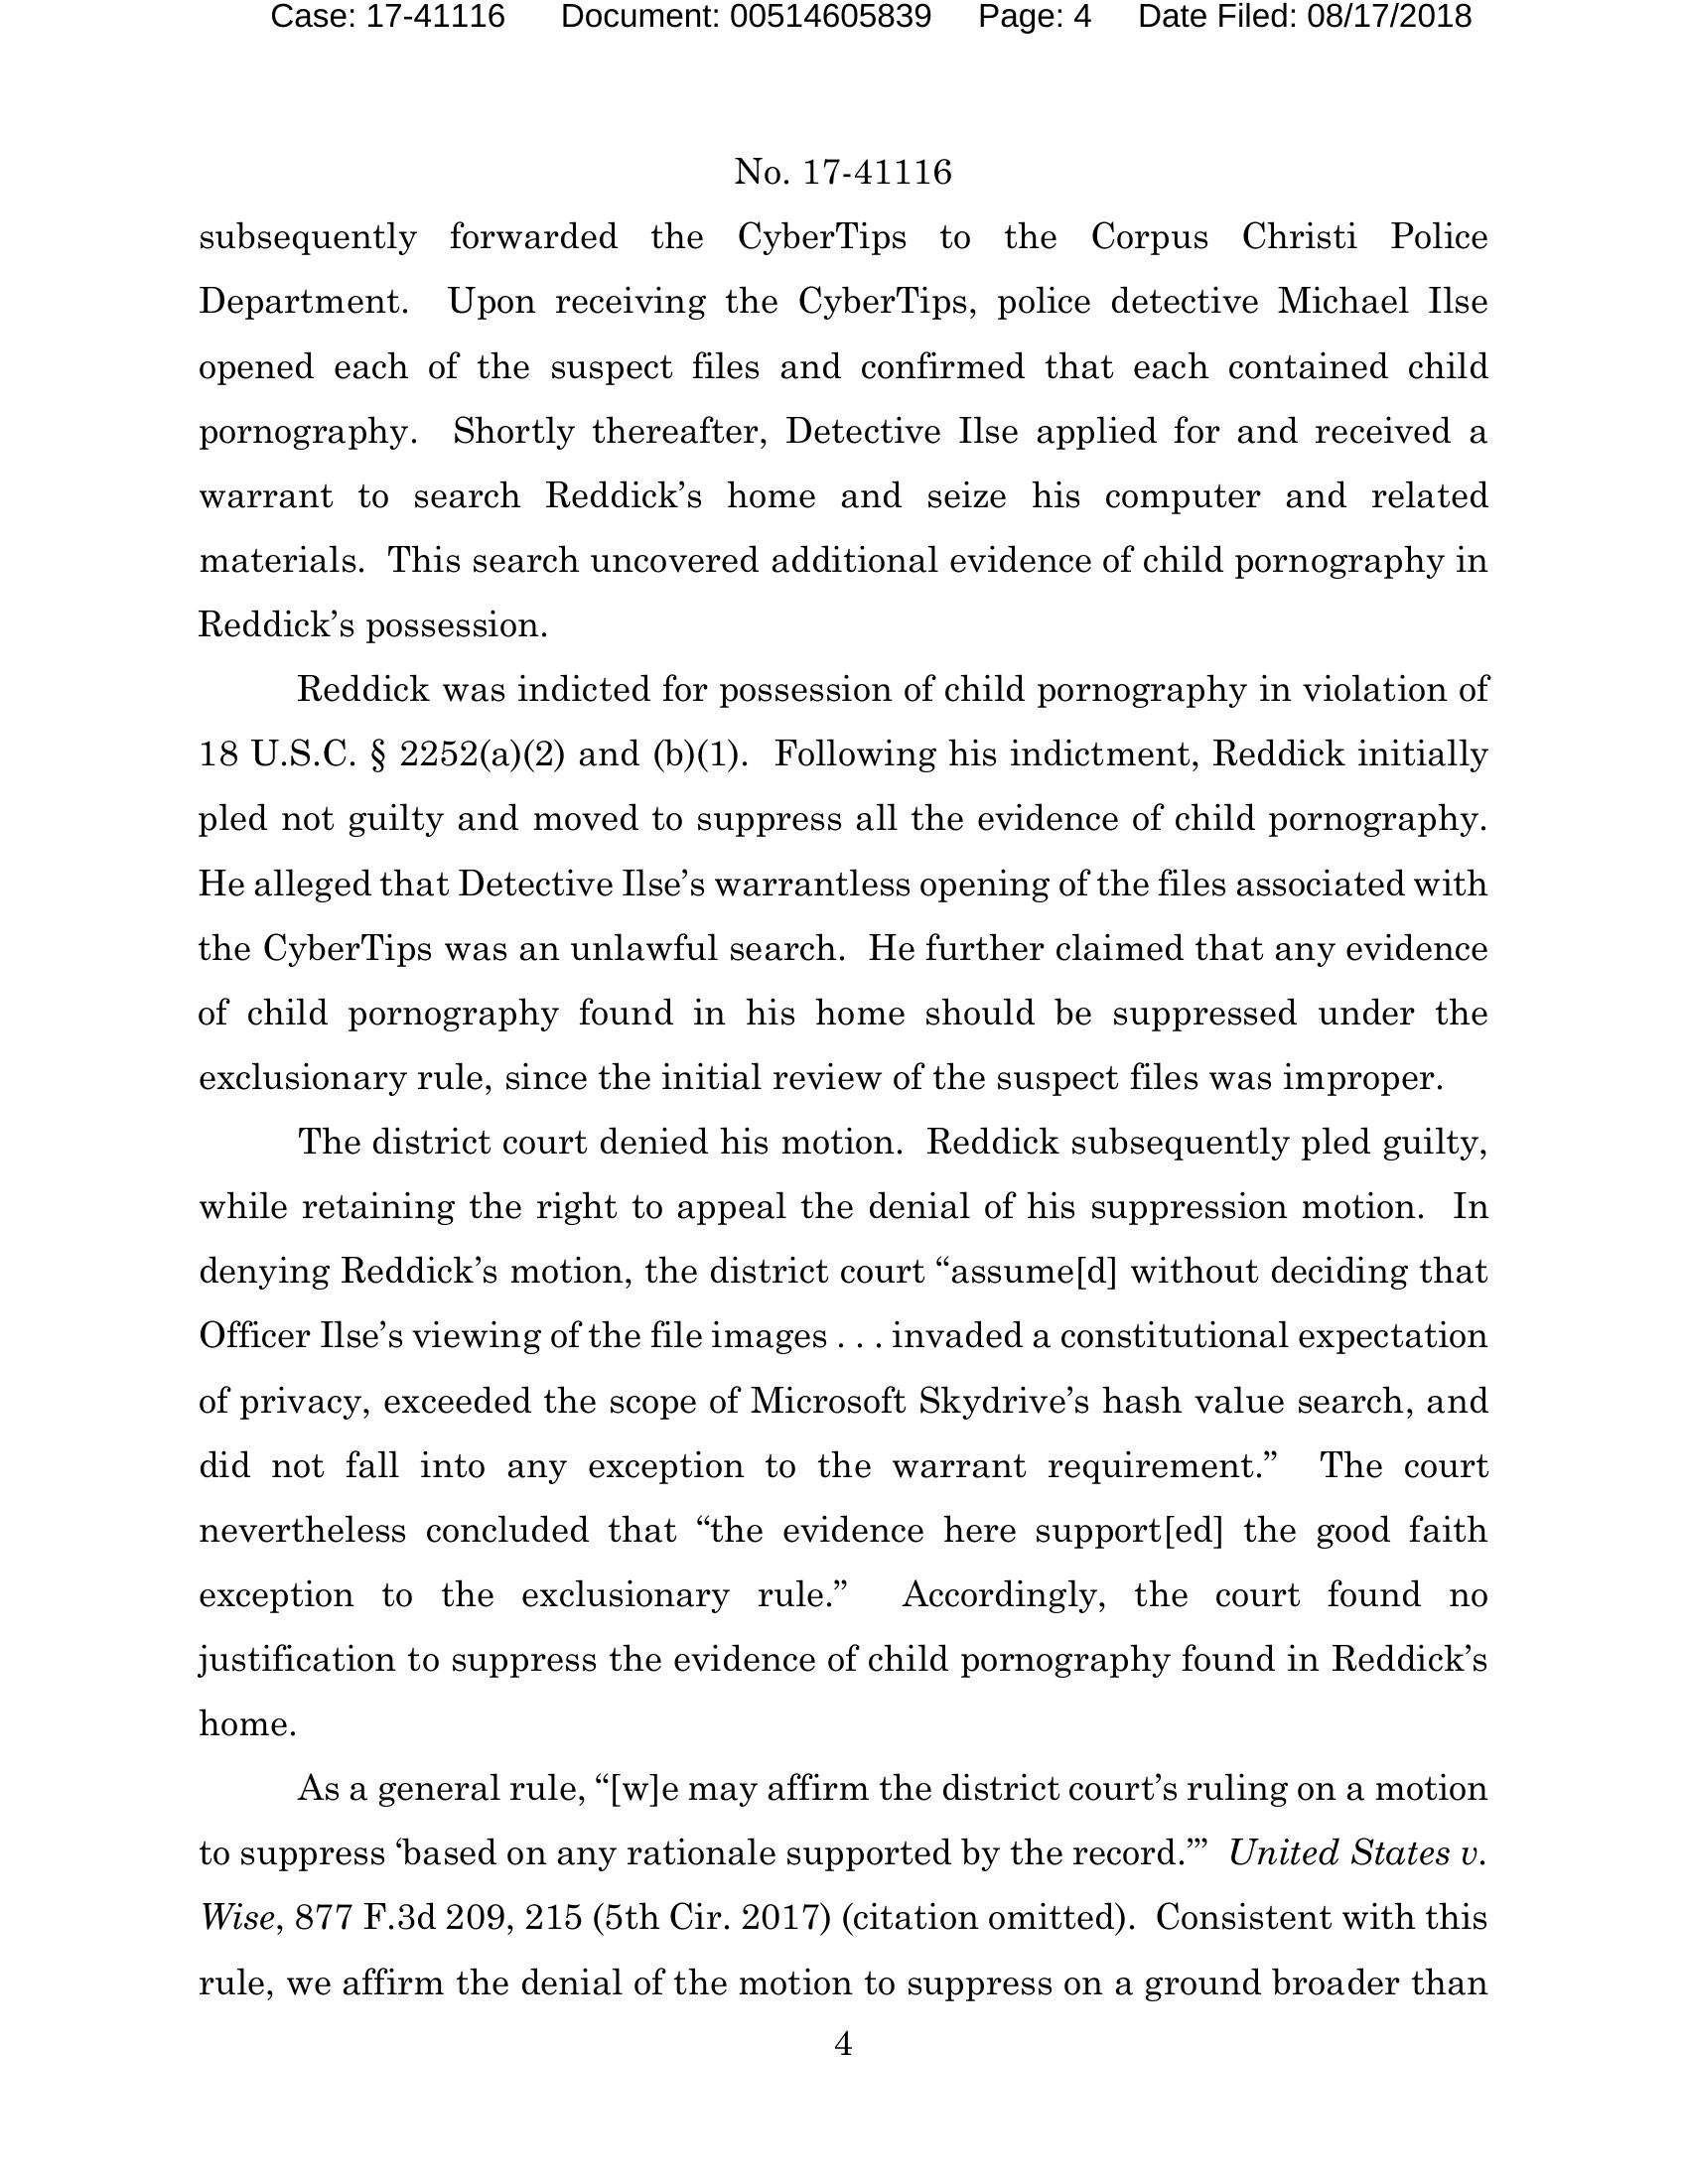 Case: 17-41116 Document: 00514605839 Page: 4 Date Filed: 08/17/2018
No. 17-41116
subsequently forwarded the CyberTips to the Corpus Christi Police
Department. Upon receiving the CyberTips, police detective Michael Ilse
opened each of the suspect files and confirmed that each contained child
pornography. Shortly thereafter, Detective Ilse applied for and received a
warrant to search Reddick’s home and seize his computer and related
materials. This search uncovered additional evidence of child pornography in
Reddick’s possession.
Reddick was indicted for possession of child pornography in violation of
18 U.S.C. § 2252(a)(2) and (b)(1). Following his indictment, Reddick initially
pled not guilty and moved to suppress all the evidence of child pornography.
He alleged that Detective Ilse’s warrantless opening of the files associated with
the CyberTips was an unlawful search. He further claimed that any evidence
of child pornography found in his home should be suppressed under the
exclusionary rule, since the initial review of the suspect files was improper.
The district court denied his motion. Reddick subsequently pled guilty,
while retaining the right to appeal the denial of his suppression motion. In
denying Reddick’s motion, the district court “assume[d] without deciding that
Officer Ilse’s viewing of the file images . . . invaded a constitutional expectation
of privacy, exceeded the scope of Microsoft Skydrive’s hash value search, and
did not fall into any exception to the warrant requirement.” The court
nevertheless concluded that “the evidence here support[ed] the good faith
exception to the exclusionary rule.” Accordingly, the court found no
justification to suppress the evidence of child pornography found in Reddick’s
home.
As a general rule, “[w]e may affirm the district court’s ruling on a motion
to suppress ‘based on any rationale supported by the record.’” United States v.
Wise, 877 F.3d 209, 215 (5th Cir. 2017) (citation omitted). Consistent with this
rule, we affirm the denial of the motion to suppress on a ground broader than
4